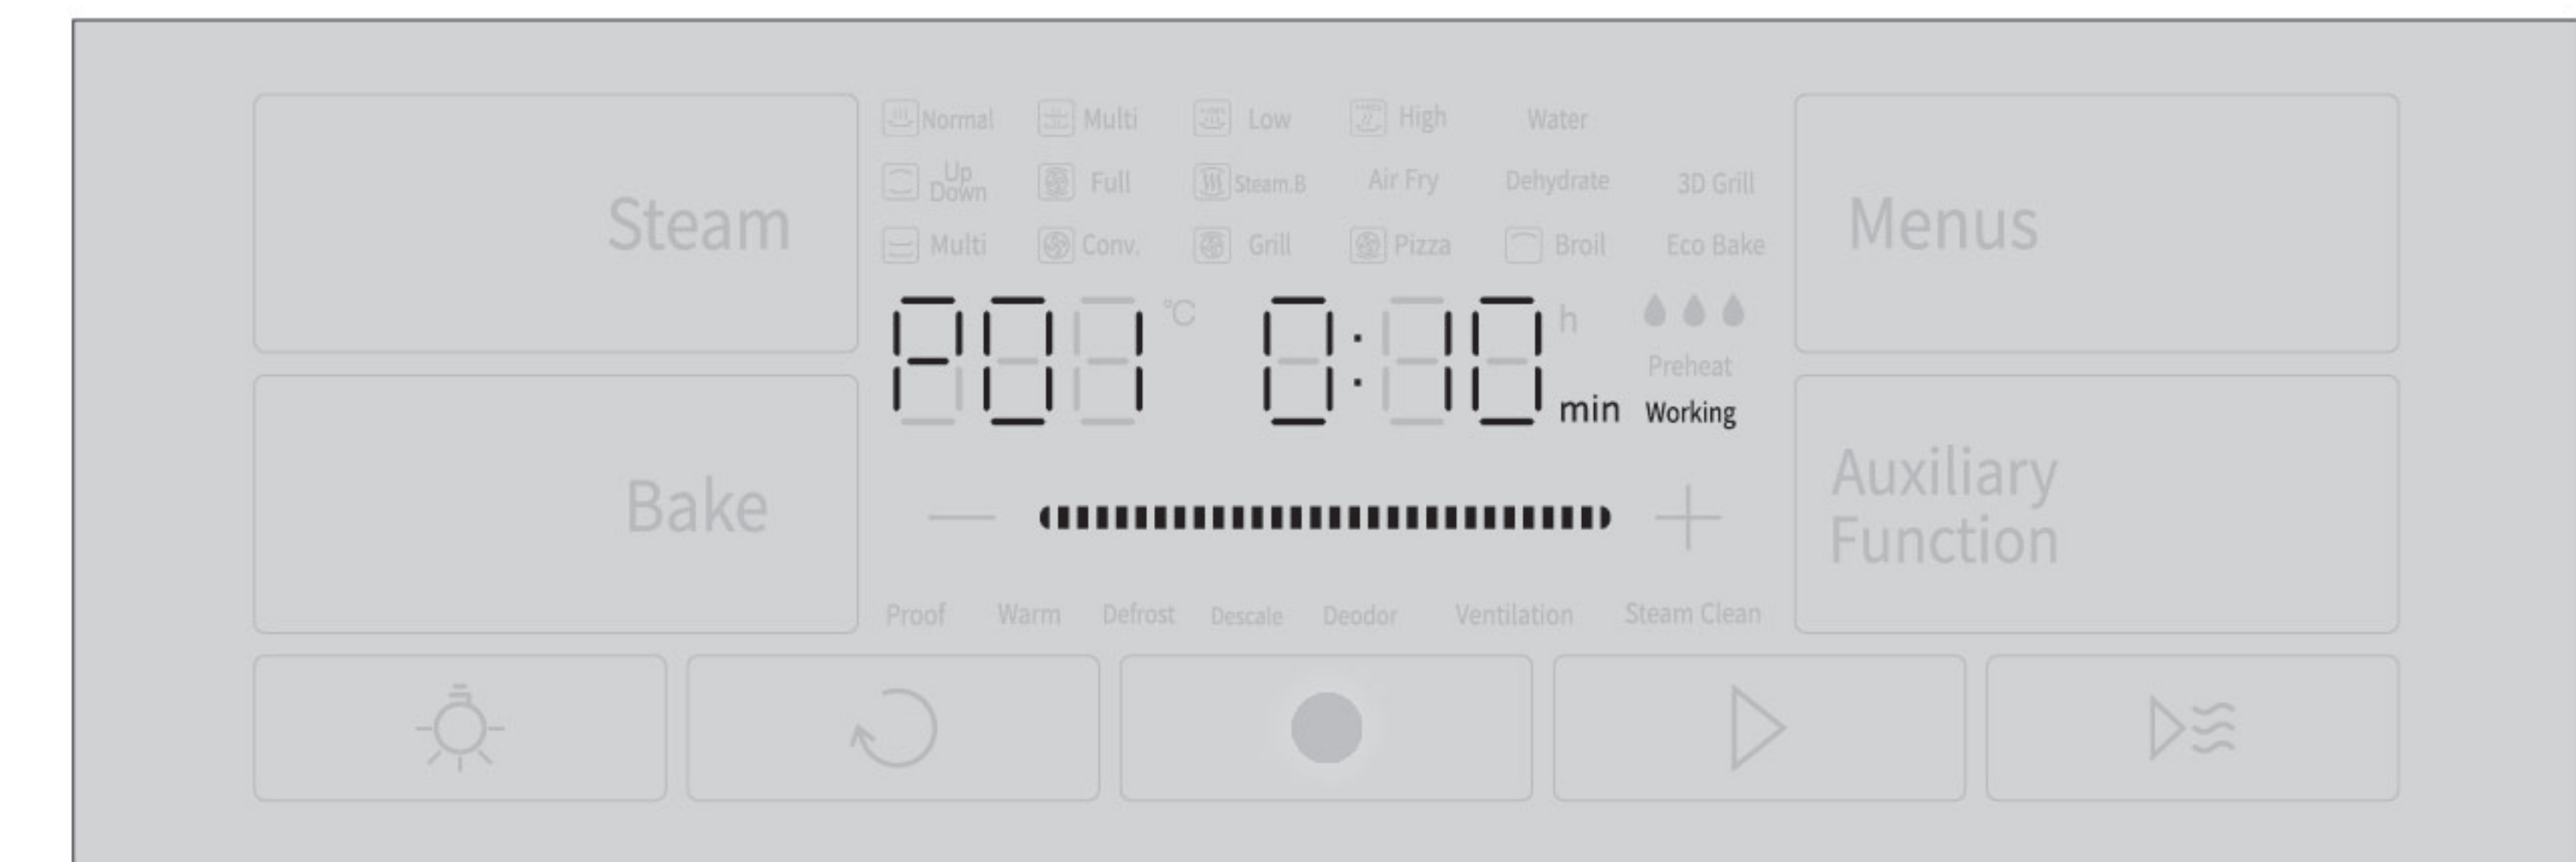 Normal Multi Low High Water
Up Down Full Steam.B Air Fry Dehydrate 3D Grill
Multi Conv. Grill Pizza Broil Eco Bake
Steam
Menus
P01 °C 0:10 h
Preheat
min Working
Bake
Auxiliary
Function
Proof Warm Defrost Descale Deodor Ventilation Steam Clean